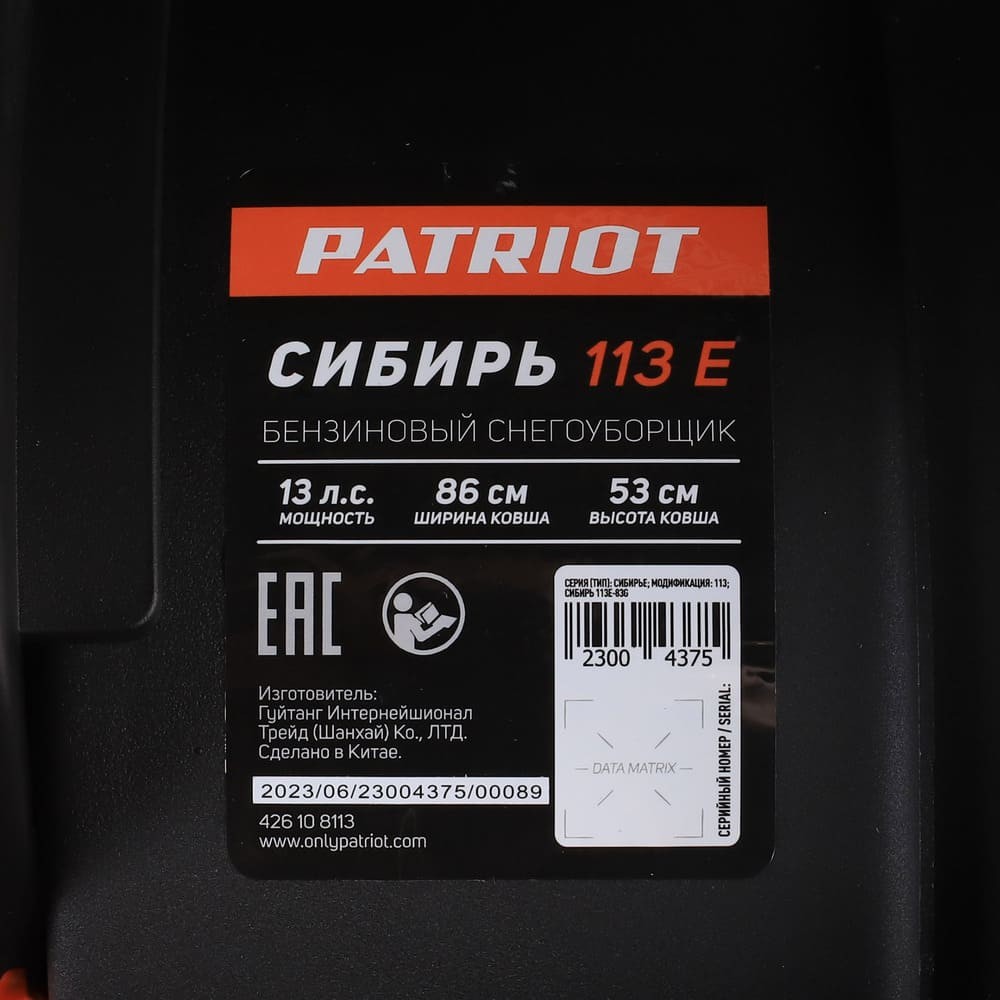 PATRIOT
СИБИРЬ 113 E
БЕНЗИНОВЫЙ СНЕГОУБОРЩИК
13 л.с.
МОЩНОСТЬ
86 см
ШИРИНА КОВША
53 см
ВЫСОТА КОВША
EAC
СЕРИЯ (ТИП): СИБИРЬЕ; МОДИФИКАЦИЯ: 113;
СИБИРЬ 113Е-83G
2300 4375
DATA MATRIX
СЕРИЙНЫЙ НОМЕР / SERIAL:
Изготовитель:
Гуйтанг Интернейшионал
Трейд (Шанхай) Ко., ЛТД.
Сделано в Китае.
2023/06/23004375/00089
426 10 8113
www.onlypatriot.com